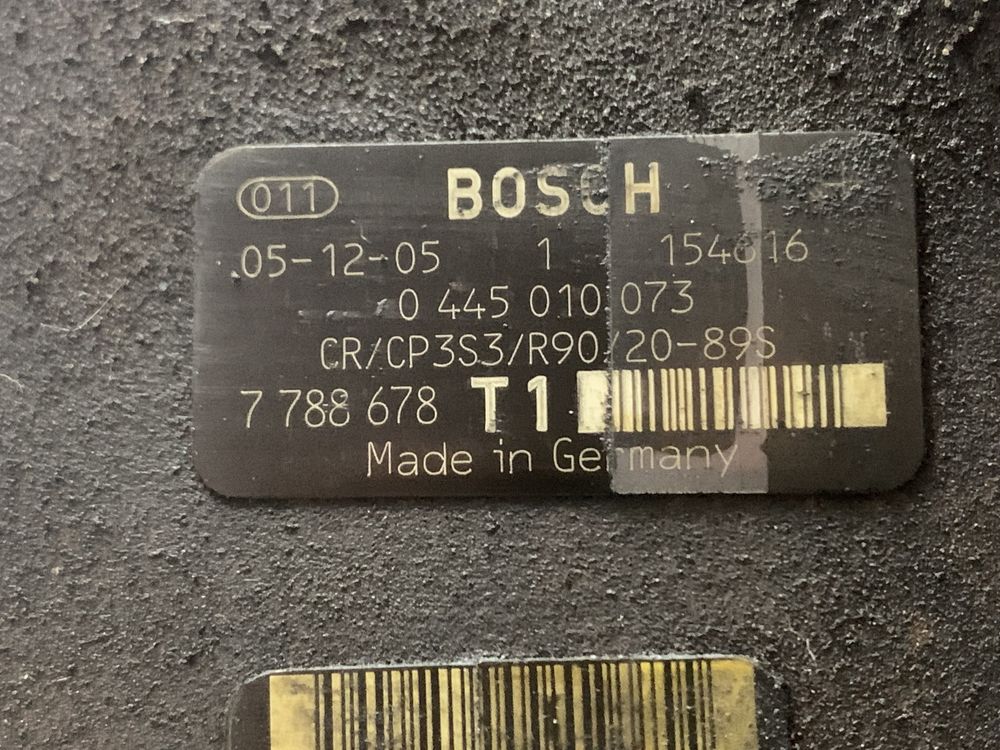 011 BOSCH
05-12-05 1 154816
0 445 010 073
CR/CP3S3/R90/20-89S
7 788 678 T1
Made in Germany